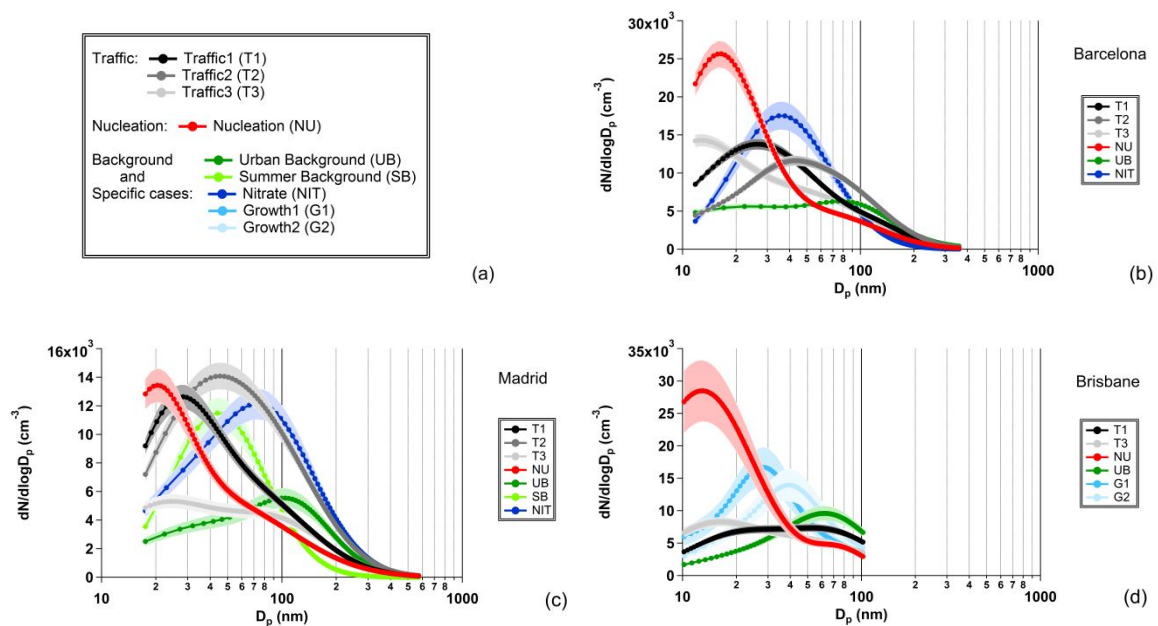 Traffic: Traffic1 (T1)
Traffic2 (T2)
Traffic3 (T3)
Nucleation: Nucleation (NU)
Background Urban Background (UB)
and Summer Background (SB)
Specific cases: Nitrate (NIT)
Growth1 (G1)
Growth2 (G2)
(a)
30x10³
25
20
15
10
5
0
dN/dlogDp (cm⁻³)
10 2 3 4 5 6 7 8 100 2 3 4 5 6 7 8 1000
Dp (nm)
Barcelona
T1
T2
T3
NU
UB
NIT
(b)
16x10³
14
12
10
8
6
4
2
0
dN/dlogDp (cm⁻³)
10 2 3 4 5 6 7 8 100 2 3 4 5 6 7 8 1000
Dp (nm)
Madrid
T1
T2
T3
NU
UB
SB
NIT
(c)
35x10³
30
25
20
15
10
5
0
dN/dlogDp (cm⁻³)
10 2 3 4 5 6 7 8 100 2 3 4 5 6 7 8 1000
Dp (nm)
Brisbane
T1
T3
NU
UB
G1
G2
(d)